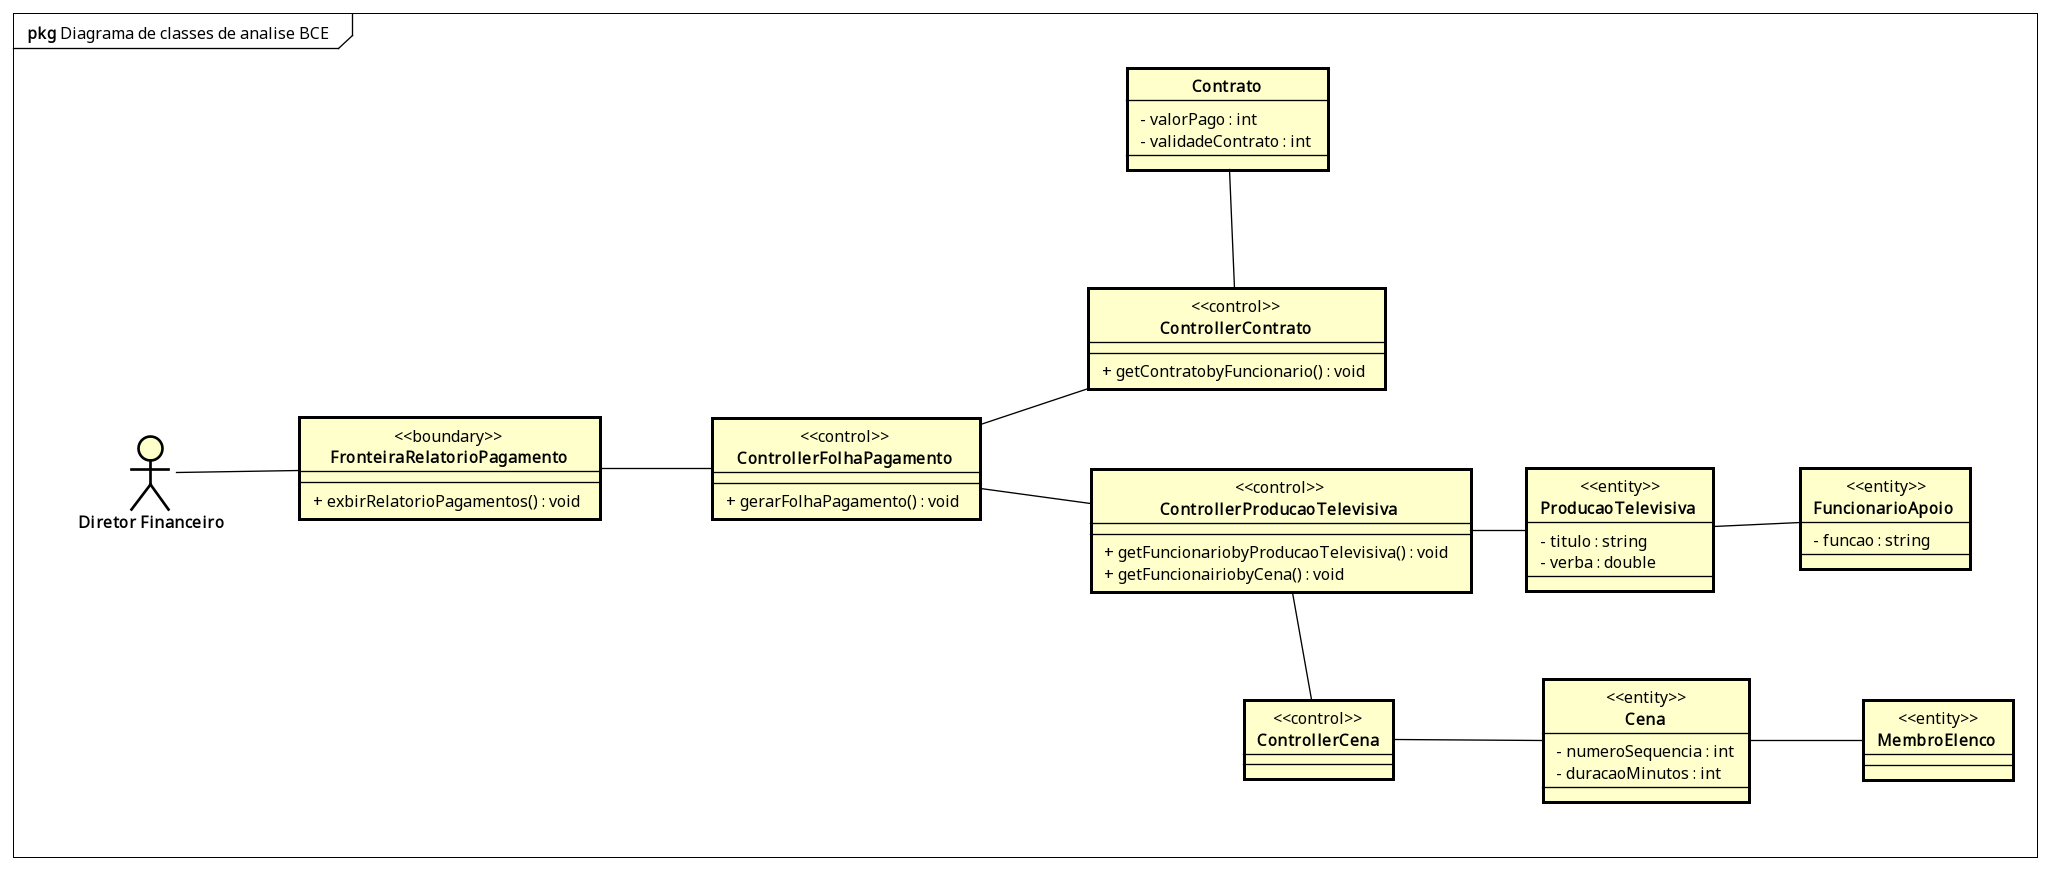 pkg Diagrama de classes de analise BCE
Contrato
- valorPago : int
- validadeContrato : int
<<control>>
ControllerContrato
+ getContratobyFuncionario() : void
Diretor Financeiro
<<boundary>>
FronteiraRelatorioPagamento
+ exbirRelatorioPagamentos() : void
<<control>>
ControllerFolhaPagamento
+ gerarFolhaPagamento() : void
<<control>>
ControllerProducaoTelevisiva
+ getFuncionariobyProducaoTelevisiva() : void
+ getFuncionairiobyCena() : void
<<entity>>
ProducaoTelevisiva
- titulo : string
- verba : double
<<entity>>
FuncionarioApoio
- funcao : string
<<control>>
ControllerCena
<<entity>>
Cena
- numeroSequencia : int
- duracaoMinutos : int
<<entity>>
MembroElenco